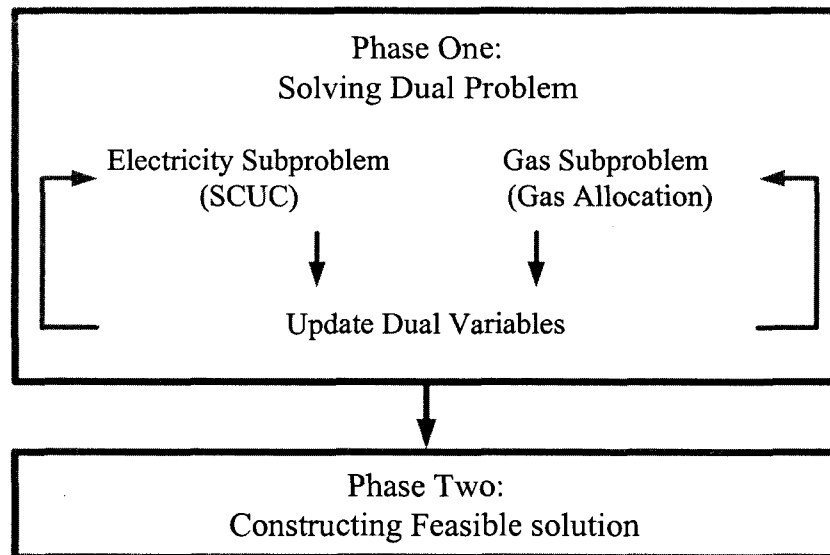 Phase One:
Solving Dual Problem
Electricity Subproblem
(SCUC)
Gas Subproblem
(Gas Allocation)
Update Dual Variables
Phase Two:
Constructing Feasible solution